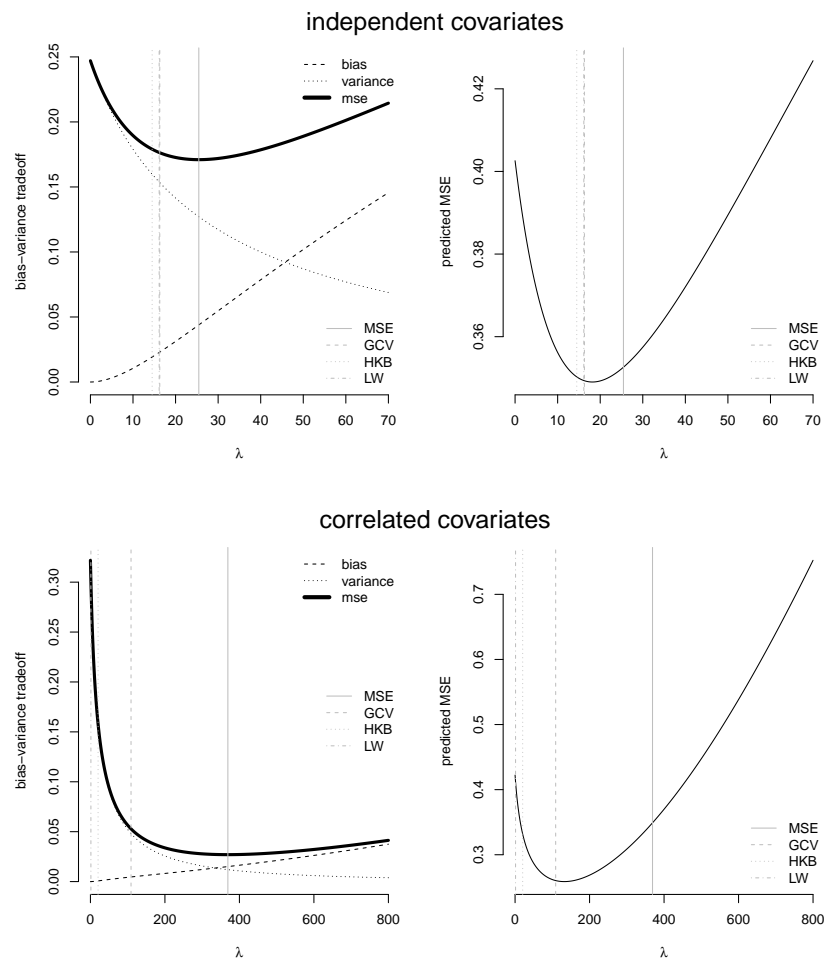 independent covariates
bias−variance tradeoff
0.00 0.05 0.10 0.15 0.20 0.25
0 10 20 30 40 50 60 70
λ
bias
variance
mse
MSE
GCV
HKB
LW
predicted MSE
0.36 0.38 0.40 0.42
0 10 20 30 40 50 60 70
λ
MSE
GCV
HKB
LW
correlated covariates
bias−variance tradeoff
0.00 0.05 0.10 0.15 0.20 0.25 0.30
0 200 400 600 800
λ
bias
variance
mse
MSE
GCV
HKB
LW
predicted MSE
0.3 0.4 0.5 0.6 0.7
0 200 400 600 800
λ
MSE
GCV
HKB
LW